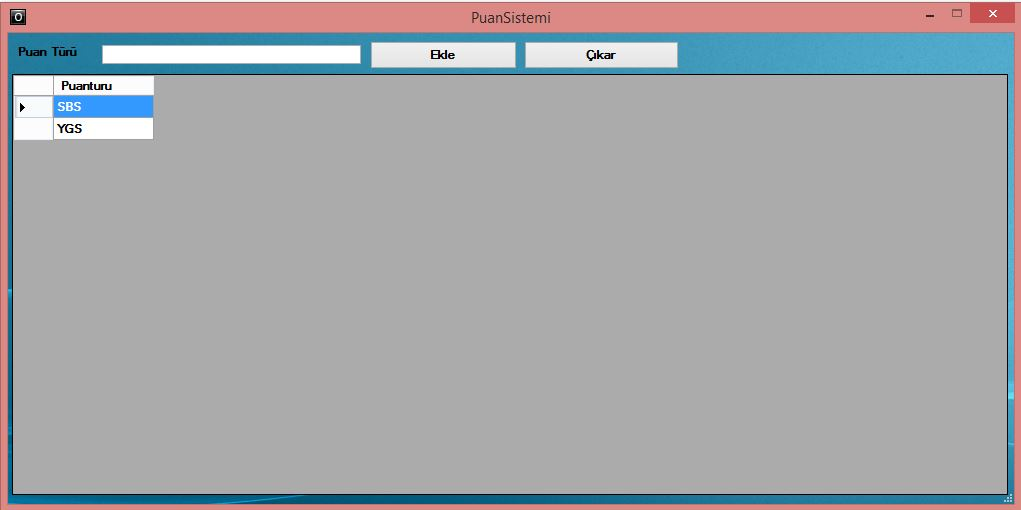 PuanSistemi
Puan Türü Ekle Çıkar
Puanturu
SBS
YGS